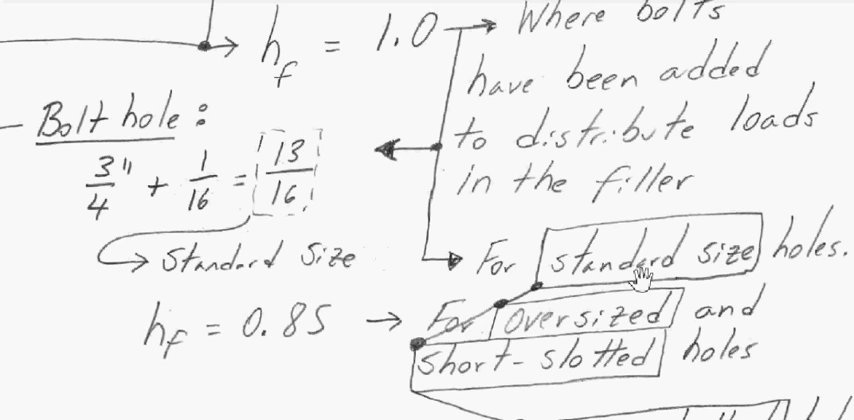 h_f = 1.0 → Where bolts
have been added
to distribute loads
in the filler
- Bolt hole :
3/4" + 1/16 = 13/16
→ Standard Size
→ For standard size holes.
h_f = 0.85 → For oversized and
short-slotted holes